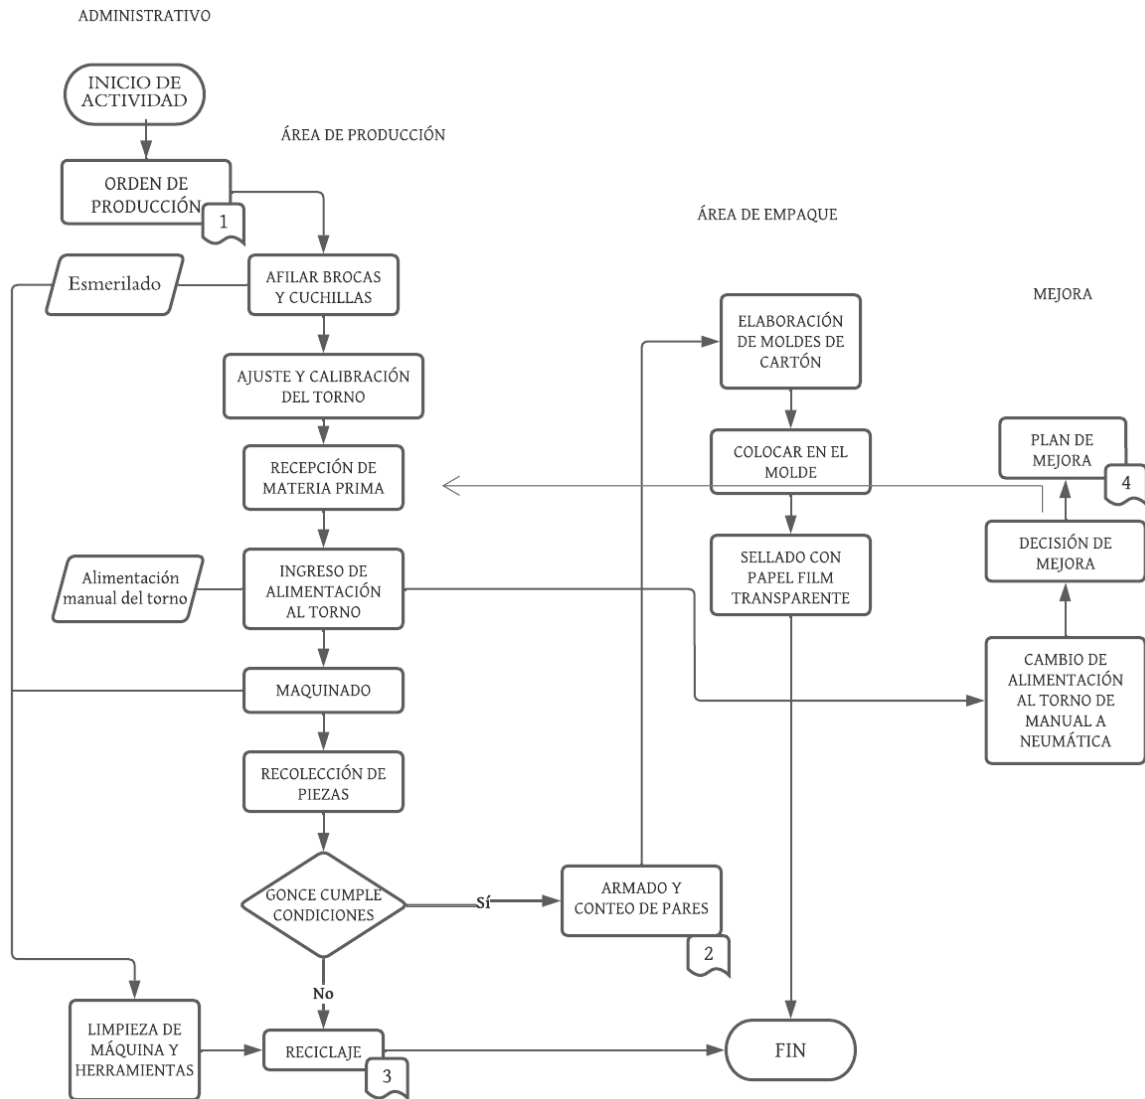 ADMINISTRATIVO
INICIO DE
ACTIVIDAD
ÁREA DE PRODUCCIÓN
ORDEN DE
PRODUCCIÓN
1
ÁREA DE EMPAQUE
Esmerilado
AFILAR BROCAS
Y CUCHILLAS
MEJORA
ELABORACIÓN
DE MOLDES DE
CARTÓN
AJUSTE Y CALIBRACIÓN
DEL TORNO
PLAN DE
MEJORA
4
COLOCAR EN EL
MOLDE
RECEPCIÓN DE
MATERIA PRIMA
DECISIÓN DE
MEJORA
SELLADO CON
PAPEL FILM
TRANSPARENTE
Alimentación
manual del torno
INGRESO DE
ALIMENTACIÓN
AL TORNO
CAMBIO DE
ALIMENTACIÓN
AL TORNO DE
MANUAL A
NEUMÁTICA
MAQUINADO
RECOLECCIÓN DE
PIEZAS
GONCE CUMPLE
CONDICIONES
Sí
ARMADO Y
CONTEO DE PARES
2
No
LIMPIEZA DE
MÁQUINA Y
HERRAMIENTAS
RECICLAJE
3
FIN